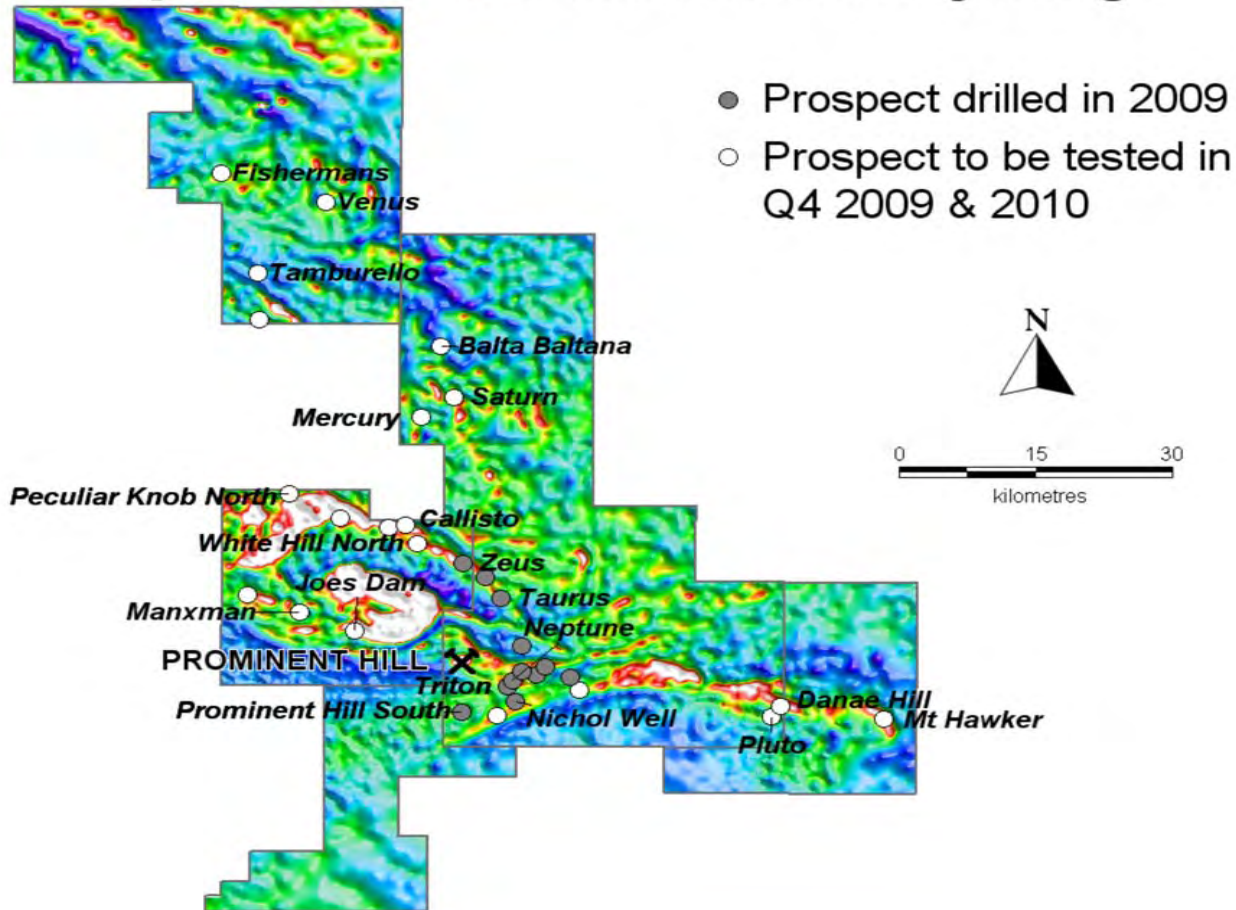 Prospect drilled in 2009
Prospect to be tested in
Q4 2009 & 2010
Fishermans
Venus
Tamburello
N
Balta Baltana
Saturn
Mercury
0 15 30
kilometres
Peculiar Knob North
Callisto
White Hill North
Zeus
Joes Dam
Taurus
Manxman
Neptune
PROMINENT HILL
Triton
Danae Hill
Prominent Hill South
Nichol Well
Mt Hawker
Pluto